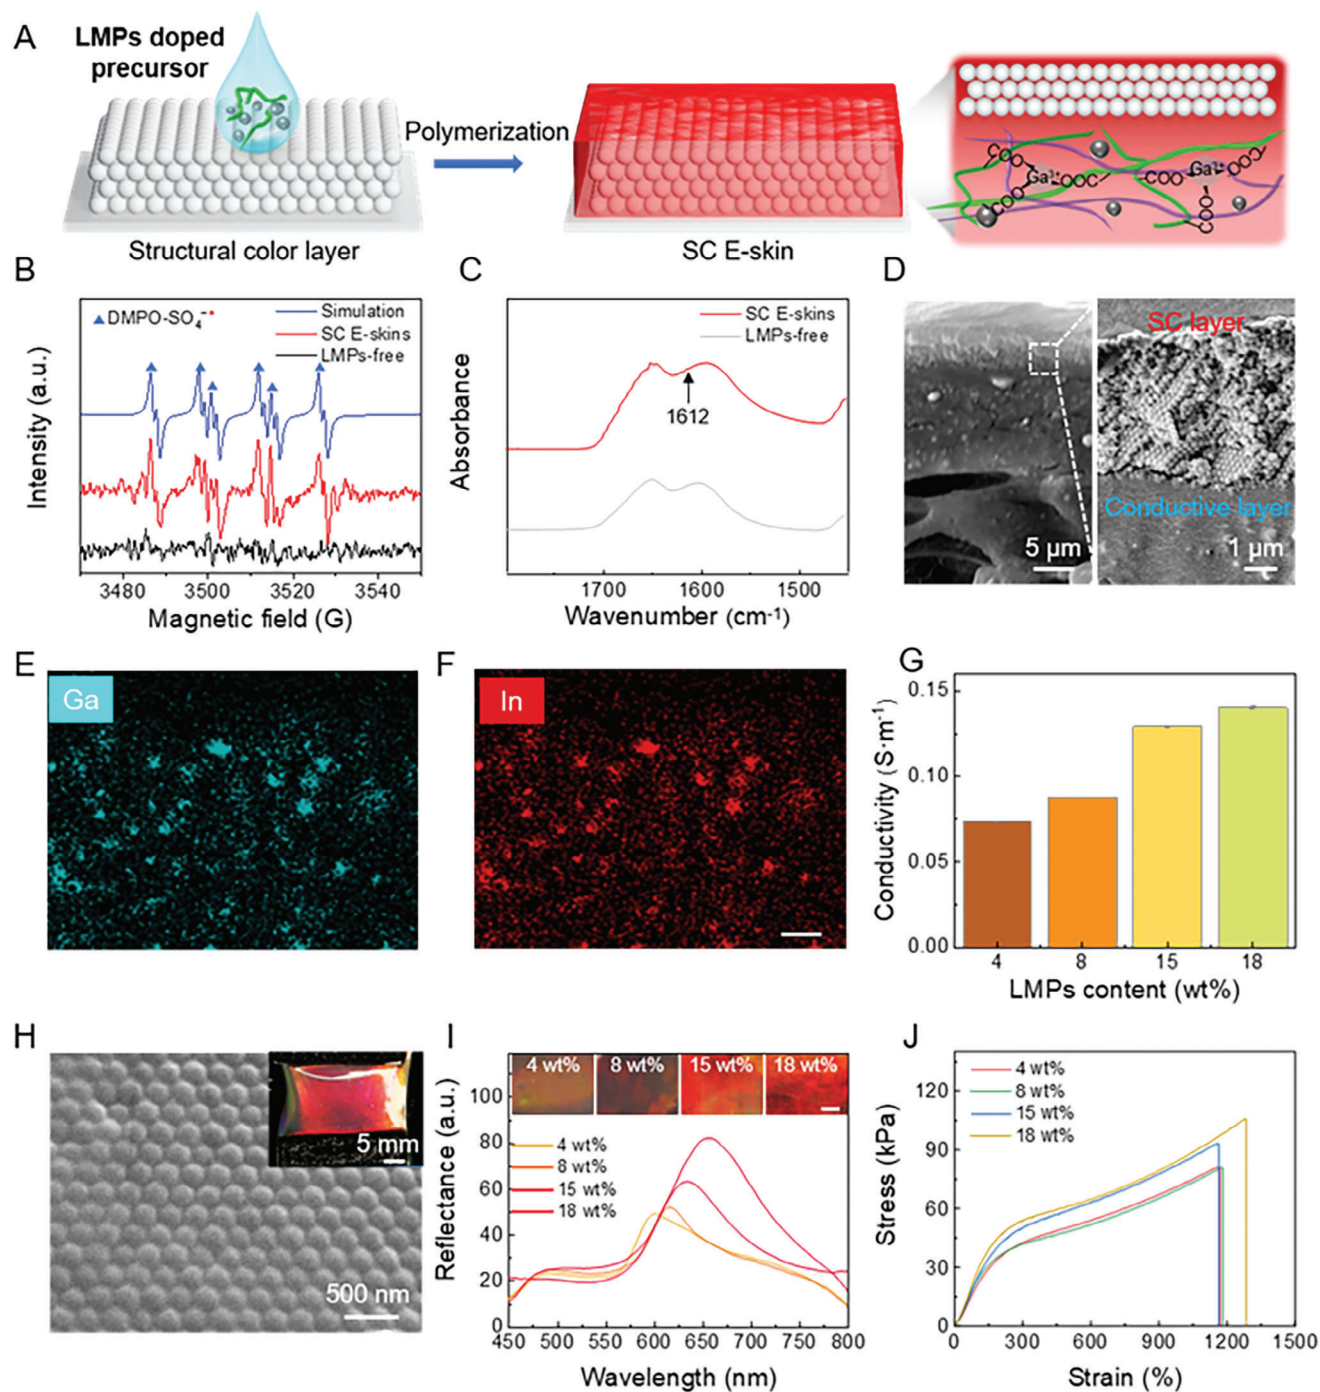 A
LMPs doped
precursor
Polymerization
Structural color layer
SC E-skin
COO
Ga³⁺
OOC
COO
COO
Ga³⁺
OOC
COO
B
DMPO-SO₄⁻•
Simulation
SC E-skins
LMPs-free
Intensity (a.u.)
3480 3500 3520 3540
Magnetic field (G)
C
SC E-skins
LMPs-free
1612
Absorbance
1700 1600 1500
Wavenumber (cm-1)
D
SC layer
Conductive layer
5 μm
1 μm
E
Ga
F
In
G
0.15
0.10
0.05
0.00
Conductivity (S·m⁻¹)
4 8 15 18
LMPs content (wt%)
H
5 mm
500 nm
I
4 wt% 8 wt% 15 wt% 18 wt%
4 wt%
8 wt%
15 wt%
18 wt%
100
80
60
40
20
0
Reflectance (a.u.)
450 500 550 600 650 700 750 800
Wavelength (nm)
J
4 wt%
8 wt%
15 wt%
18 wt%
120
90
60
30
0
Stress (kPa)
0 300 600 900 1200 1500
Strain (%)